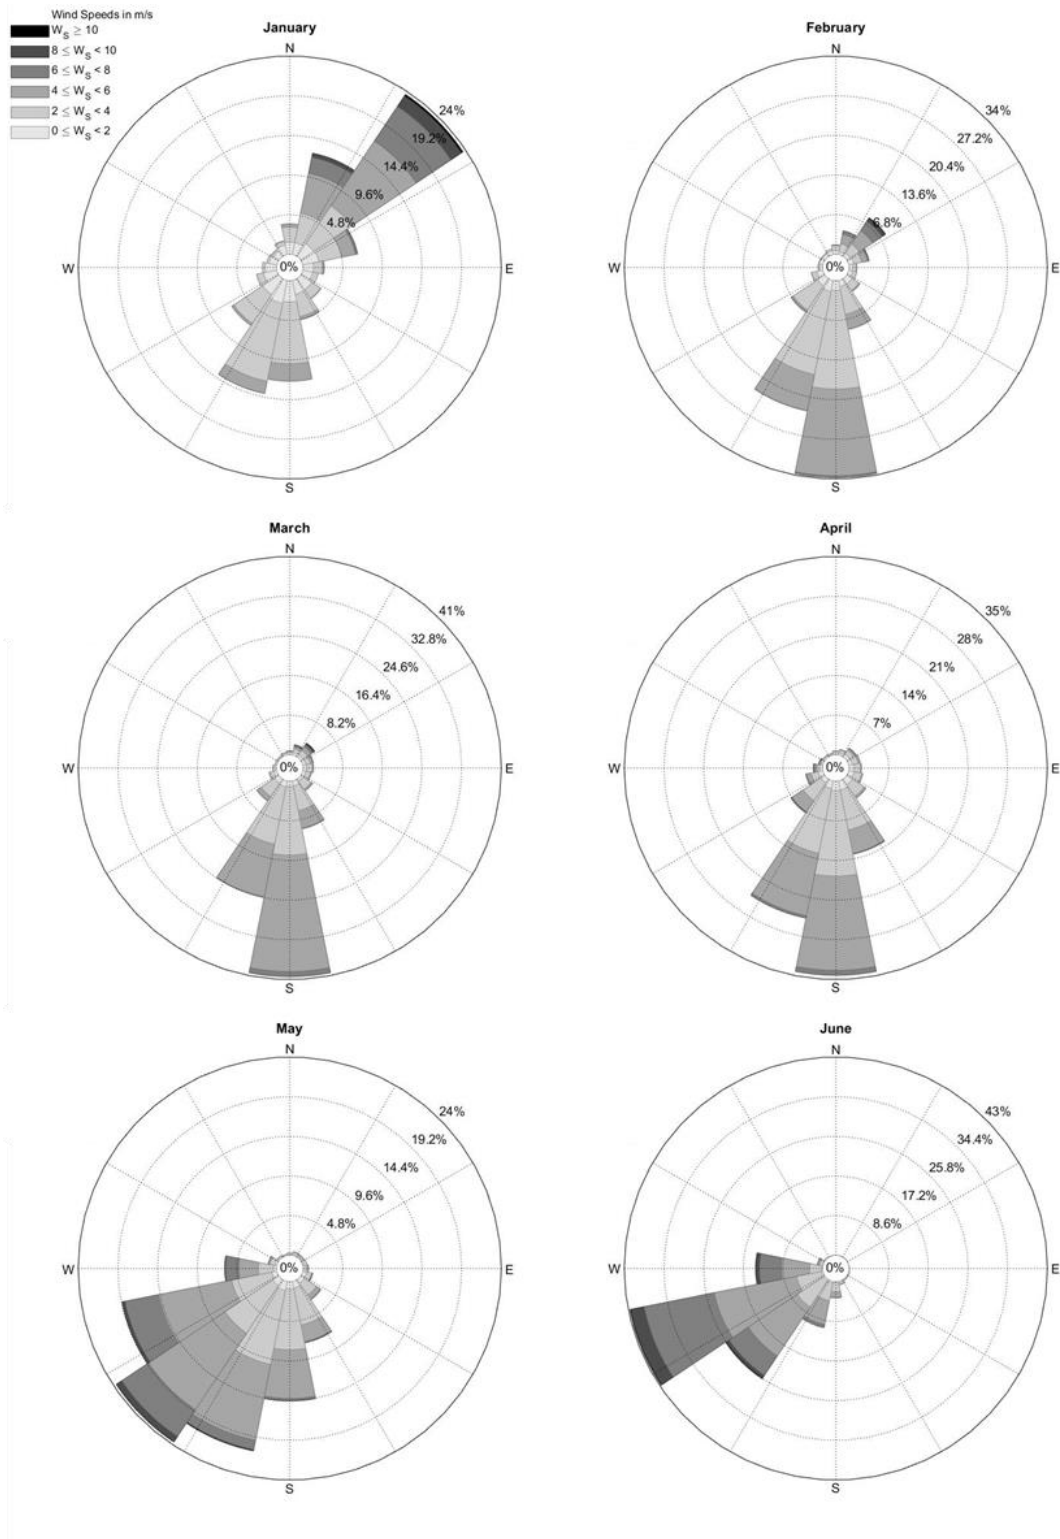 Wind Speeds in m/s
W_S ≥ 10
8 ≤ W_S < 10
6 ≤ W_S < 8
4 ≤ W_S < 6
2 ≤ W_S < 4
0 ≤ W_S < 2
January
N
24%
19.2%
14.4%
9.6%
4.8%
0%
W
E
S
February
N
34%
27.2%
20.4%
13.6%
6.8%
0%
W
E
S
March
N
41%
32.8%
24.6%
16.4%
8.2%
0%
W
E
S
April
N
35%
28%
21%
14%
7%
0%
W
E
S
May
N
24%
19.2%
14.4%
9.6%
4.8%
0%
W
E
S
June
N
43%
34.4%
25.8%
17.2%
8.6%
0%
W
E
S